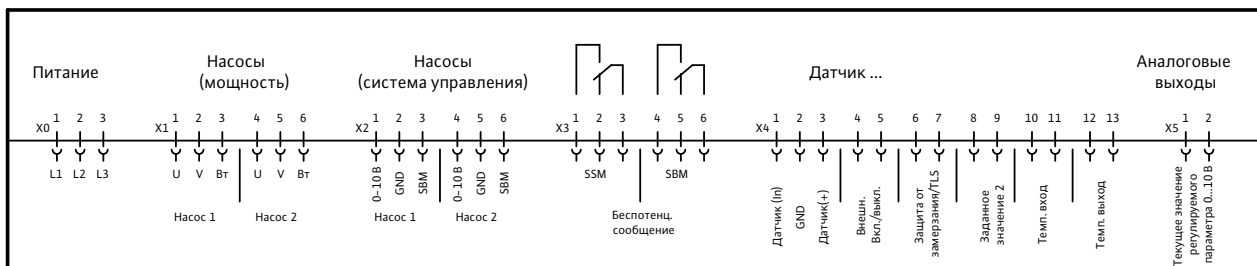 Питание
Насосы
(мощность)
Насосы
(система управления)
Датчик ...
Аналоговые
выходы
X0 1 2 3
X1 1 2 3 4 5 6
X2 1 2 3 4 5 6
X3 1 2 3 4 5 6
X4 1 2 3 4 5 6 7 8 9 10 11 12 13
X5 1 2
L1 L2 L3
U V Вт U V Вт
Насос 1 Насос 2
0–10 В GND SBM 0–10 В GND SBM
Насос 1 Насос 2
SSM SBM
Беспотенц.
сообщение
Датчик (In)
GND
Датчик(+)
Внешн.
Вкл./выкл.
Защита от
замерзания/TLS
Заданное
значение 2
Темп. вход
Темп. выход
Текущее значение
регулируемого
параметра 0...10 В